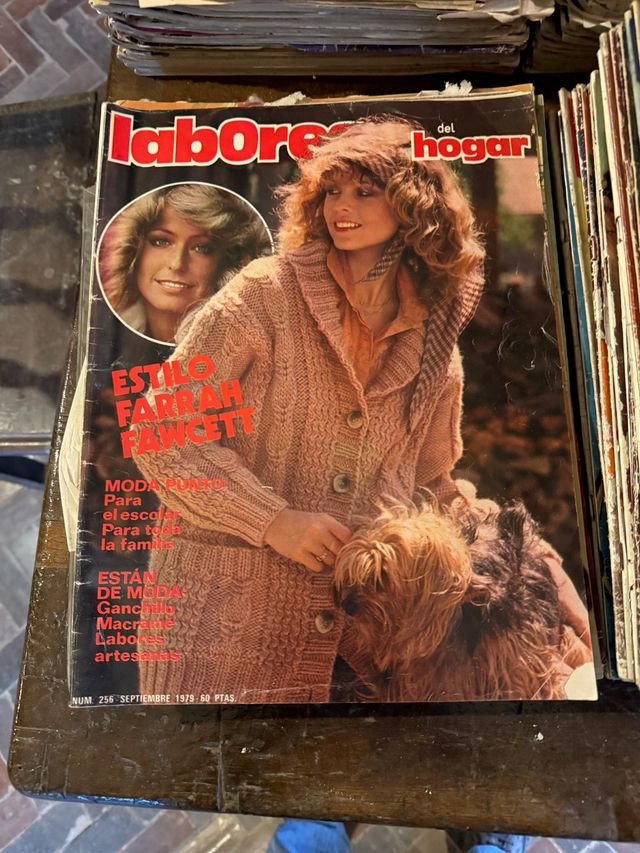 labores del hogar
ESTILO
FARRAH
FAWCETT
MODA PUNTO:
Para
el escolar
Para toda
la familia
ESTÁN
DE MODA:
Ganchillo
Macramé
Labores
artesanas
NUM. 256 - SEPTIEMBRE 1979 - 60 PTAS.